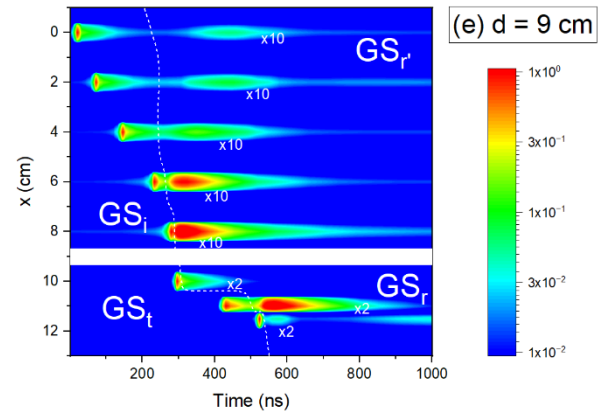 (e) d = 9 cm
0
2
4
6
8
10
12
x (cm)
x10
GSr'
x10
x10
x10
GSi
x10
x2
GSr
GSt
x2
x2
200
400
600
800
1000
Time (ns)
1x10⁰
3x10⁻¹
1x10⁻¹
3x10⁻²
1x10⁻²